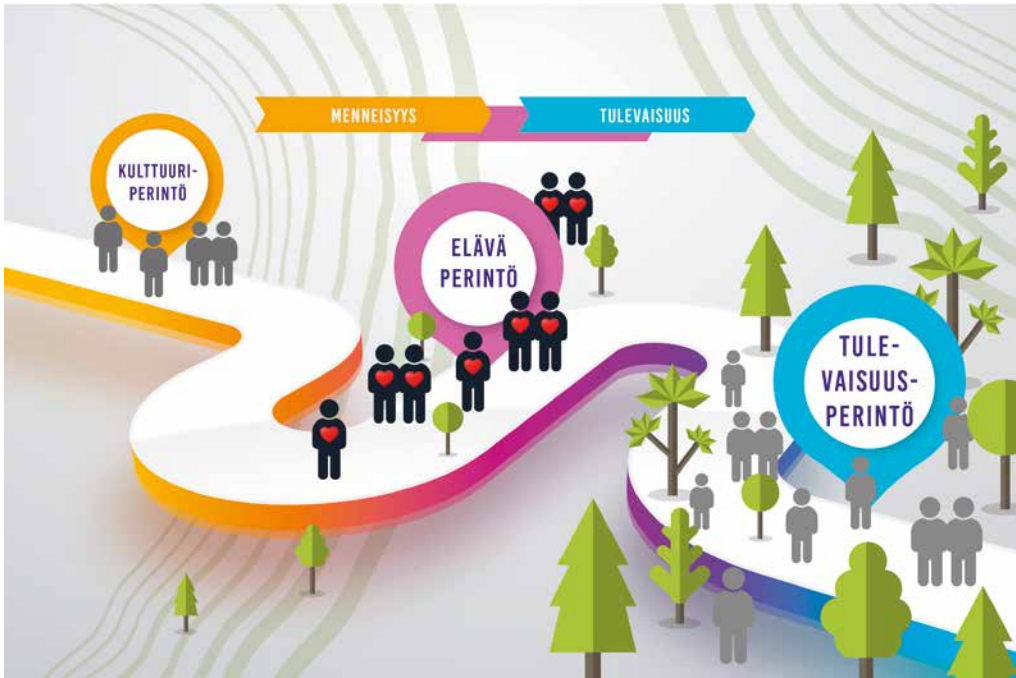 MENNEISYYS
TULEVAISUUS
KULTTUURI-
PERINTÖ
ELÄVÄ
PERINTÖ
TULE-
VAISUUS-
PERINTÖ